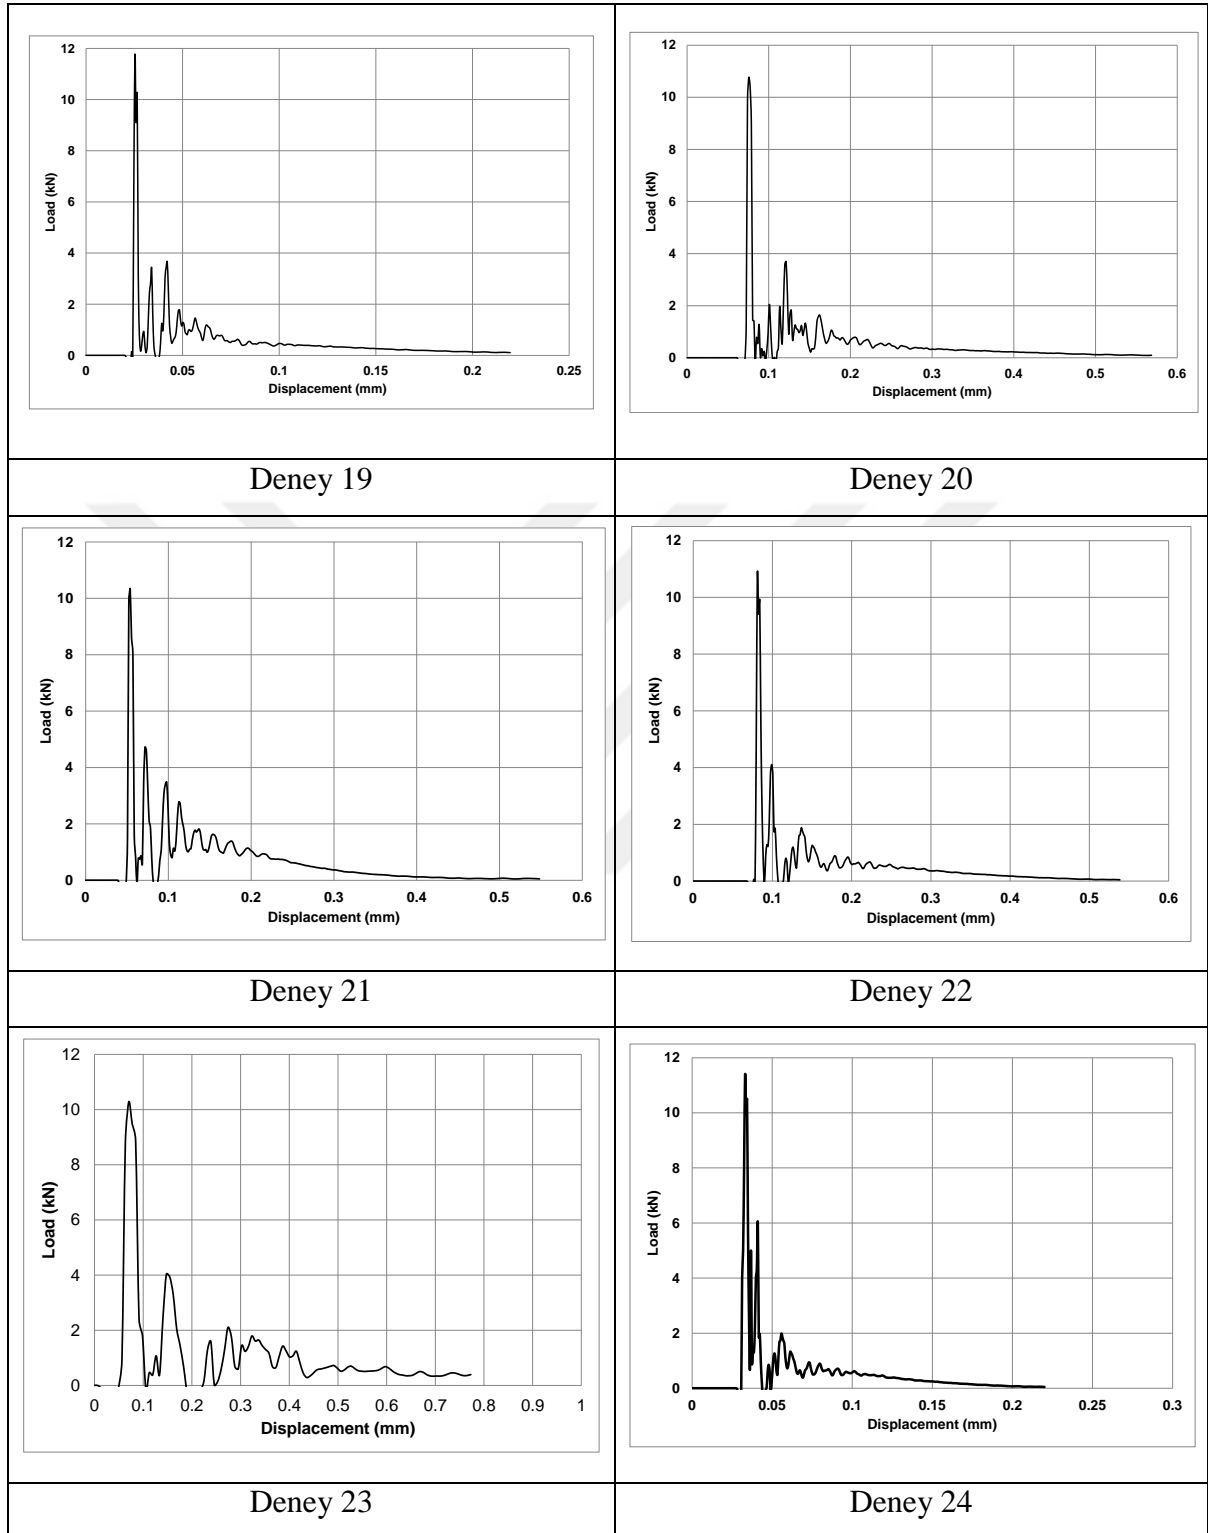 12
10
8
6
4
2
0
Load (kN)
0 0.05 0.1 0.15 0.2 0.25
Displacement (mm)
12
10
8
6
4
2
0
Load (kN)
0 0.1 0.2 0.3 0.4 0.5 0.6
Displacement (mm)
Deney 19
Deney 20
12
10
8
6
4
2
0
Load (kN)
0 0.1 0.2 0.3 0.4 0.5 0.6
Displacement (mm)
12
10
8
6
4
2
0
Load (kN)
0 0.1 0.2 0.3 0.4 0.5 0.6
Displacement (mm)
Deney 21
Deney 22
12
10
8
6
4
2
0
Load (kN)
0 0.1 0.2 0.3 0.4 0.5 0.6 0.7 0.8 0.9 1
Displacement (mm)
12
10
8
6
4
2
0
Load (kN)
0 0.05 0.1 0.15 0.2 0.25 0.3
Displacement (mm)
Deney 23
Deney 24